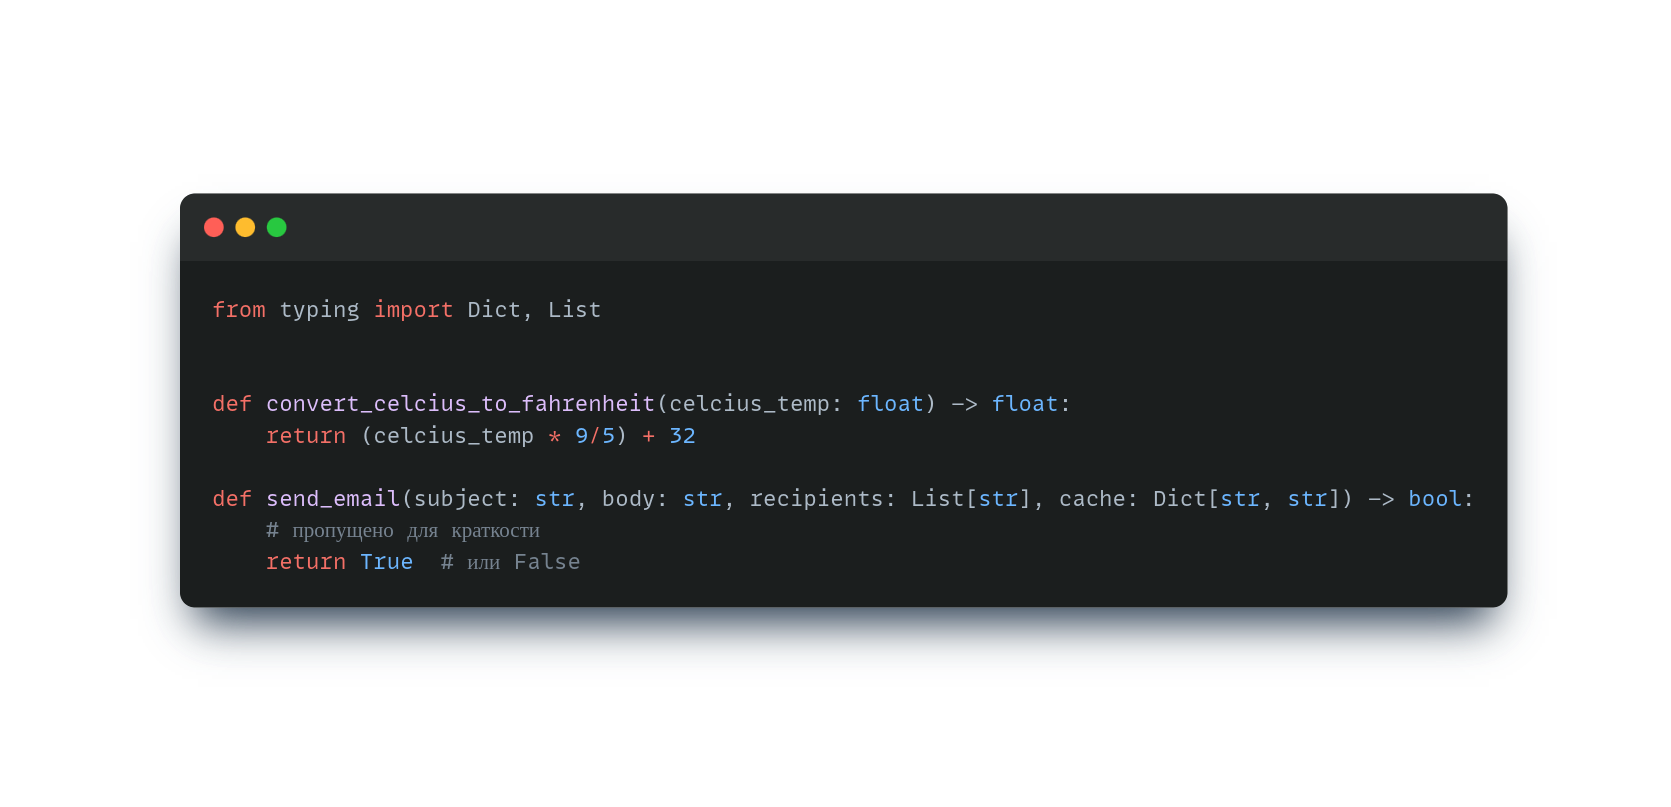 from typing import Dict, List
def convert_celcius_to_fahrenheit(celcius_temp: float) -> float:
    return (celcius_temp * 9/5) + 32
def send_email(subject: str, body: str, recipients: List[str], cache: Dict[str, str]) -> bool:
    # пропущено для краткости
    return True  # или False